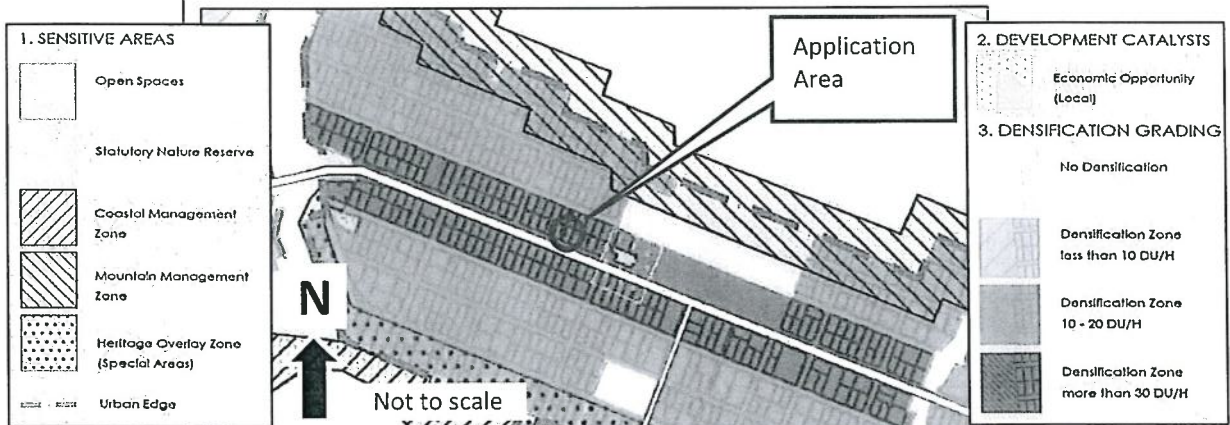 1. SENSITIVE AREAS
Open Spaces
Statutory Nature Reserve
Coastal Management
Zone
Mountain Management
Zone
Heritage Overlay Zone
(Special Areas)
Urban Edge
N
Not to scale
Application
Area
2. DEVELOPMENT CATALYSTS
Economic Opportunity
(Local)
3. DENSIFICATION GRADING
No Densification
Densification Zone
less than 10 DU/H
Densification Zone
10 - 20 DU/H
Densification Zone
more than 30 DU/H